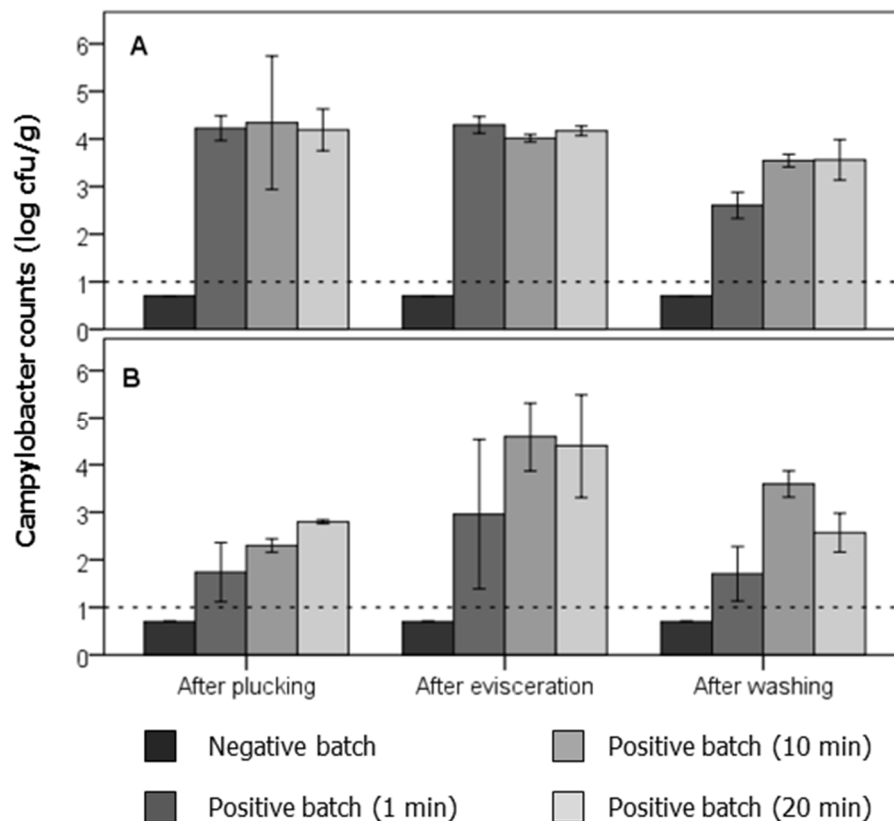 Campylobacter counts (log cfu/g)
A
6
5
4
3
2
1
0
B
6
5
4
3
2
1
0
After plucking After evisceration After washing
Negative batch Positive batch (10 min)
Positive batch (1 min) Positive batch (20 min)